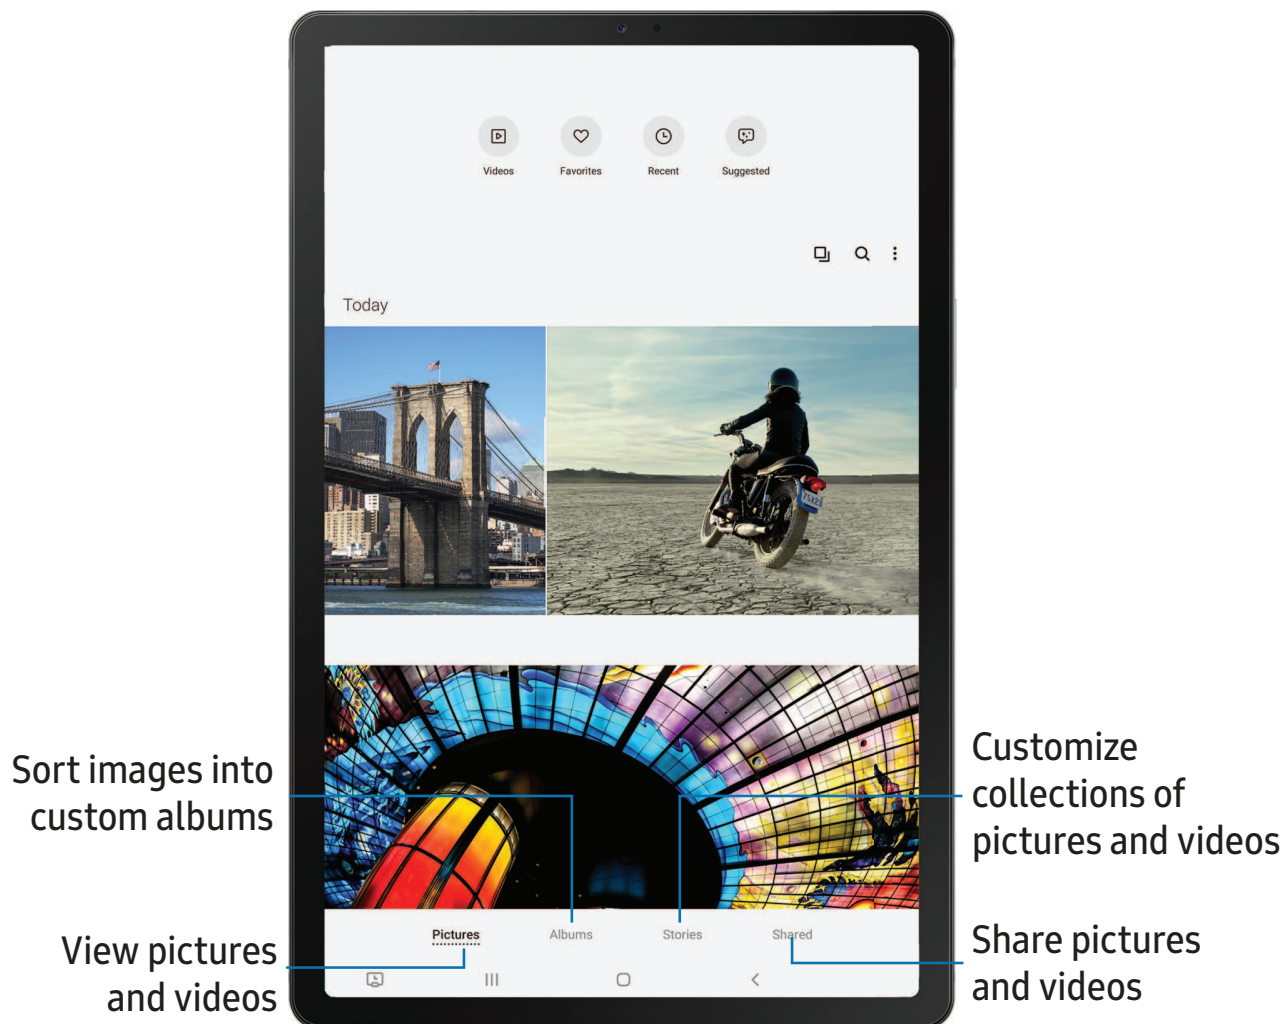 Videos
Favorites
Recent
Suggested
Today
75X23
Sort images into
custom albums
Customize
collections of
pictures and videos
Pictures
Albums
Stories
Shared
View pictures
and videos
Share pictures
and videos